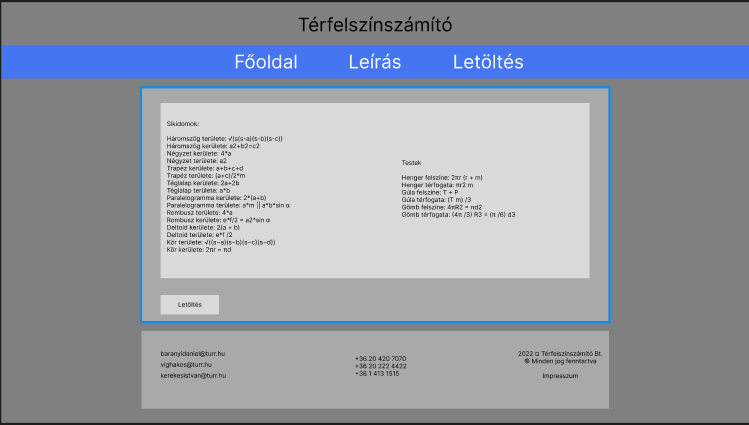 Térfelszínszámító
Főoldal Leírás Letöltés
Síkidomok:
Háromszög területe: √(s(s-a)(s-b)(s-c))
Háromszög kerülete: a2+b2=c2
Négyzet kerülete: 4*a
Négyzet területe: a2
Trapéz kerülete: a+b+c+d
Trapéz területe: (a+c)/2*m
Téglalap kerülete: 2a+2b
Téglalap területe: a*b
Paralelogramma kerülete: 2*(a+b)
Paralelogramma területe: a*m || a*b*sin α
Rombusz területe: 4*a
Rombusz kerülete: e*f/2 = a2*sin α
Deltoid kerülete: 2(a + b)
Deltoid területe: e*f /2
Kör területe: √((s−a)(s−b)(s−c)(s−d))
Kör kerülete: 2πr = πd
Testek
Henger felszíne: 2πr (r + m)
Henger térfogata: πr2 m
Gúla felszíne: T + P
Gúla térfogata: (T m) /3
Gömb felszíne: 4πR2 = πd2
Gömb térfogata: (4π /3) R3 = (π /6) d3
Letöltés
baranyidaniel@turr.hu
vighakos@turr.hu
kerekesistvan@turr.hu
+36 20 420 7070
+36 20 222 4422
+36 1 413 1515
2022 © Térfelszínszámító Bt.
® Minden jog fenntartva
Impresszum